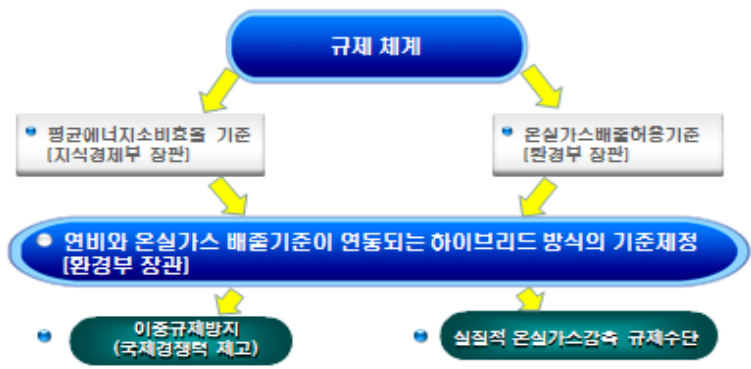 규제 체계
평균에너지소비효율 기준
[지식경제부 장관]
온실가스배출허용기준
[환경부 장관]
연비와 온실가스 배출기준이 연동되는 하이브리드 방식의 기준제정
[환경부 장관]
이중규제방지
(국제경쟁력 제고)
실질적 온실가스감축 규제수단